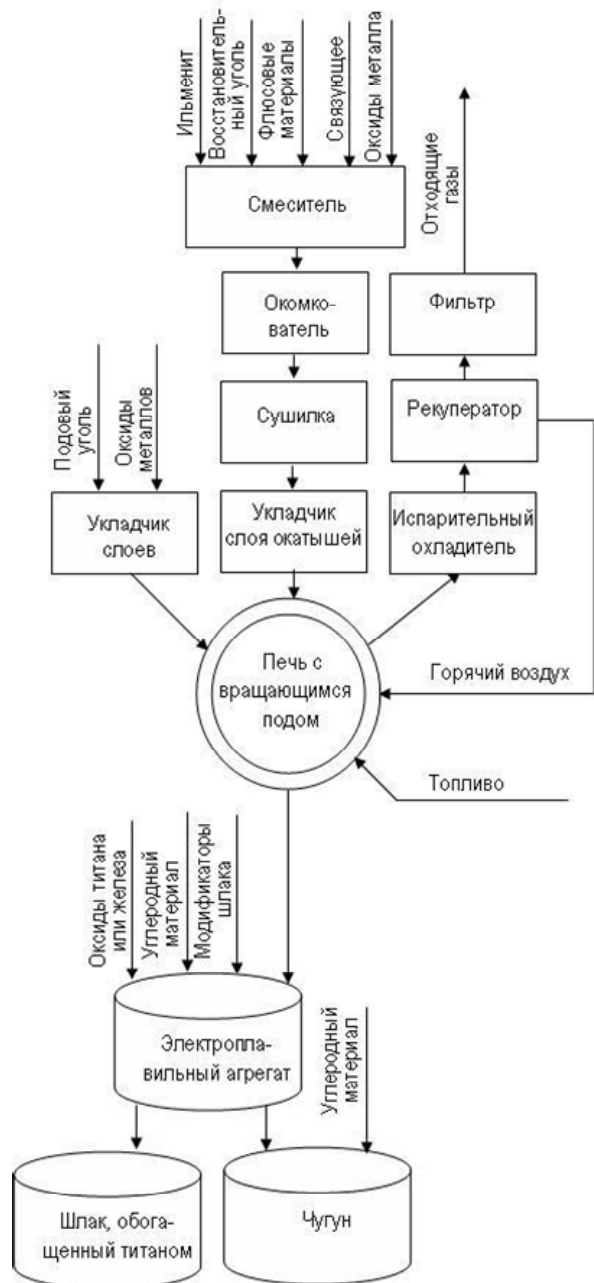 Ильменит
Восстановитель-
ный уголь
Флюсовые
материалы
Связующее
Оксиды металла
Смеситель
Отходящие
газы
Окомко-
ватель
Фильтр
Сушилка
Рекуператор
Подовый
уголь
Оксиды
металлов
Укладчик
слоев
Укладчик
слоя окатышей
Испарительный
охладитель
Печь с
вращающимся
подом
Горячий воздух
Топливо
Оксиды титана
или железа
Углеродный
материал
Модификаторы
шлака
Электропла-
вильный агрегат
Углеродный
материал
Шлак, обога-
щенный титаном
Чугун